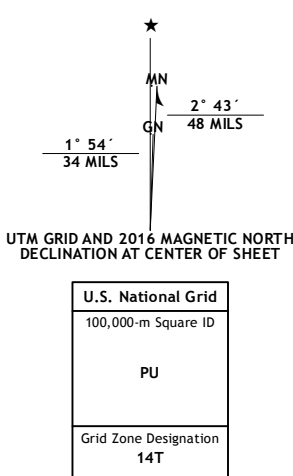 ★
MN
2° 43´
48 MILS
GN
1° 54´
34 MILS
UTM GRID AND 2016 MAGNETIC NORTH
DECLINATION AT CENTER OF SHEET
U.S. National Grid
100,000-m Square ID
PU
Grid Zone Designation
14T